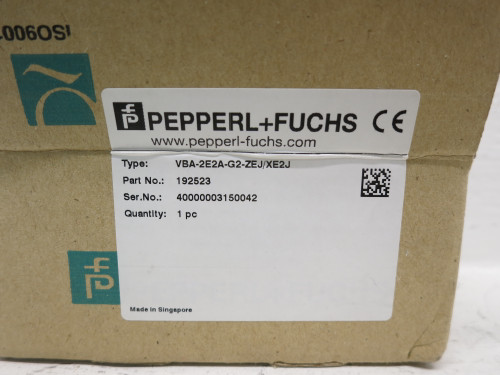 -006OSI
PEPPERL+FUCHS CE
www.pepperl-fuchs.com
Type: VBA-2E2A-G2-ZEJ/XE2J
Part No.: 192523
Ser.No.: 40000003150042
Quantity: 1 pc
Made in Singapore